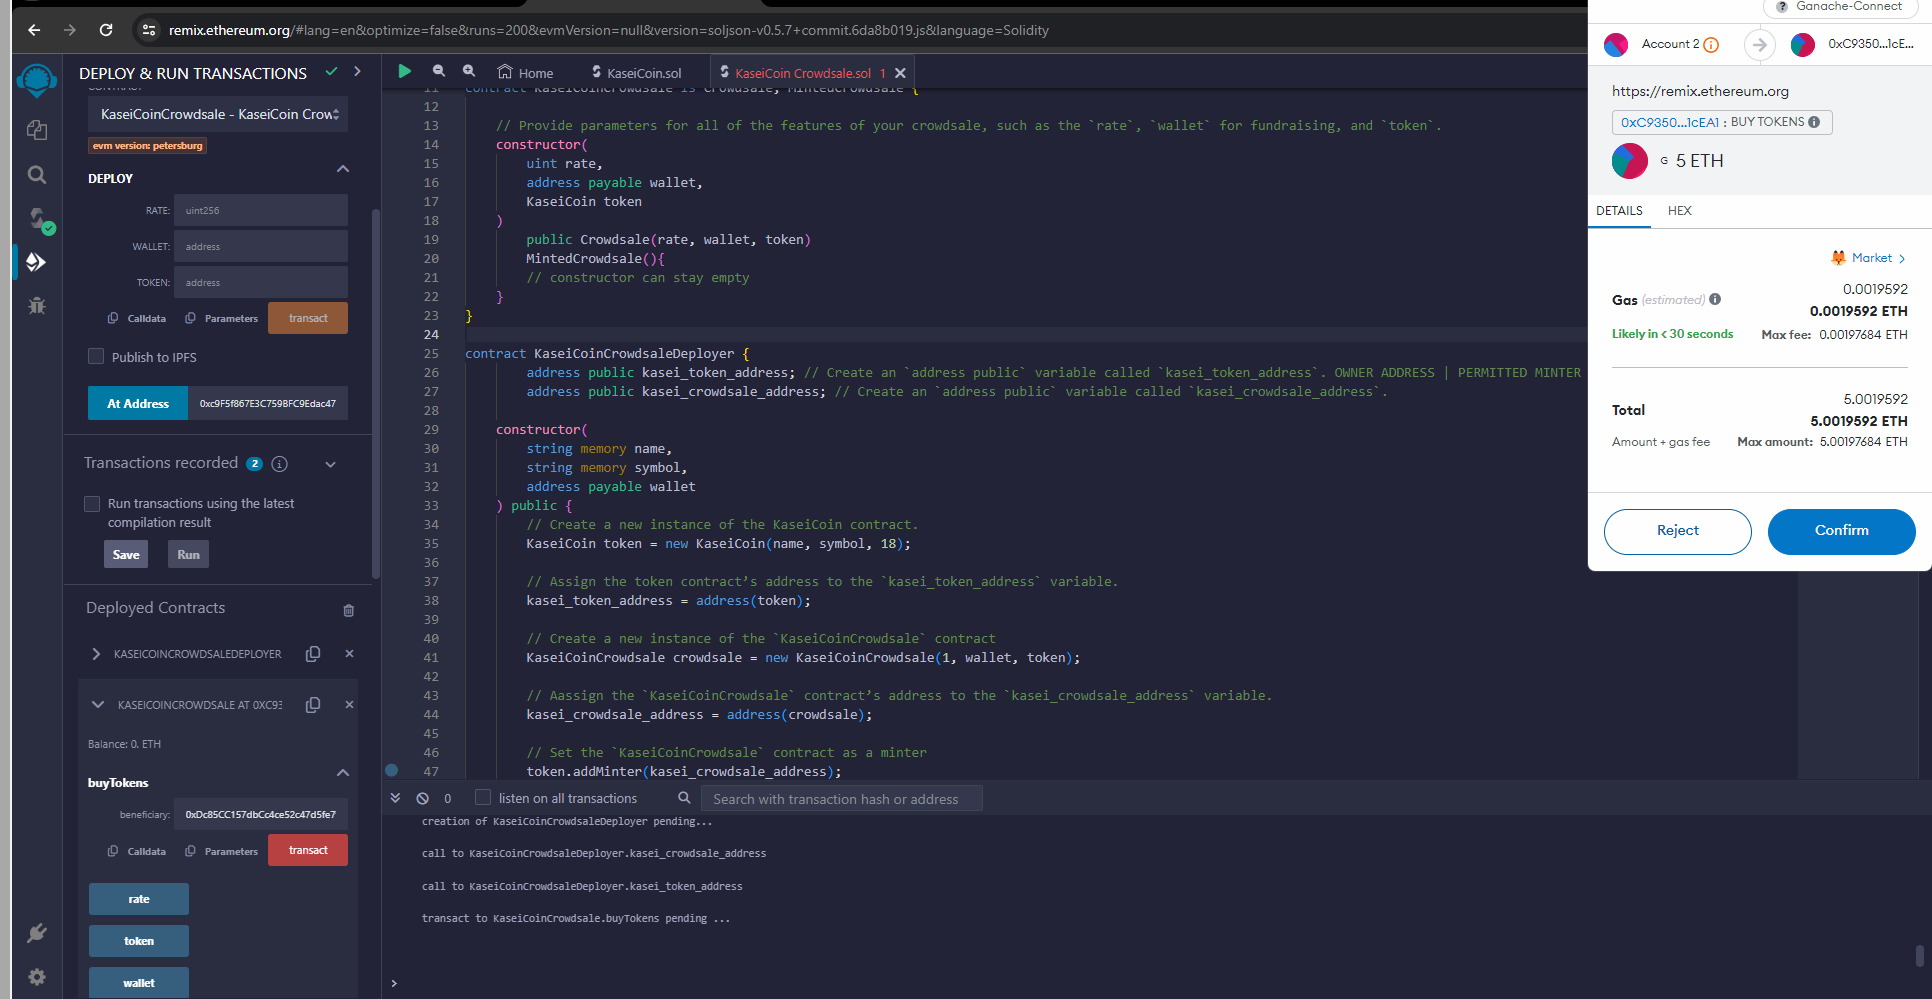 remix.ethereum.org/#lang=en&optimize=false&runs=200&evmVersion=null&version=soljson-v0.5.7+commit.6da8b019.js&language=Solidity
DEPLOY & RUN TRANSACTIONS
CONTRACT
KaseiCoinCrowdsale - KaseiCoin Crow
evm version: petersburg
DEPLOY
RATE: uint256
WALLET: address
TOKEN: address
Calldata Parameters transact
Publish to IPFS
At Address 0xc9F5f867E3C759BFC9Edac47
Transactions recorded 2 i
Run transactions using the latest
compilation result
Save Run
Deployed Contracts
KASEICOINCROWDSALEDEPLOYER
KASEICOINCROWDSALE AT 0XC93
Balance: 0. ETH
buyTokens
beneficiary: 0xDc85CC157dbCc4ce52c47d5fe7
Calldata Parameters transact
rate
token
wallet
Home KaseiCoin.sol KaseiCoin Crowdsale.sol 1
11 contract KaseiCoinCrowdsale is Crowdsale, MintedCrowdsale {
12
13 // Provide parameters for all of the features of your crowdsale, such as the `rate`, `wallet` for fundraising, and `token`.
14 constructor(
15 uint rate,
16 address payable wallet,
17 KaseiCoin token
18 )
19 public Crowdsale(rate, wallet, token)
20 MintedCrowdsale(){
21 // constructor can stay empty
22 }
23 }
24
25 contract KaseiCoinCrowdsaleDeployer {
26 address public kasei_token_address; // Create an `address public` variable called `kasei_token_address`. OWNER ADDRESS | PERMITTED MINTER
27 address public kasei_crowdsale_address; // Create an `address public` variable called `kasei_crowdsale_address`.
28
29 constructor(
30 string memory name,
31 string memory symbol,
32 address payable wallet
33 ) public {
34 // Create a new instance of the KaseiCoin contract.
35 KaseiCoin token = new KaseiCoin(name, symbol, 18);
36
37 // Assign the token contract’s address to the `kasei_token_address` variable.
38 kasei_token_address = address(token);
39
40 // Create a new instance of the `KaseiCoinCrowdsale` contract
41 KaseiCoinCrowdsale crowdsale = new KaseiCoinCrowdsale(1, wallet, token);
42
43 // Aassign the `KaseiCoinCrowdsale` contract’s address to the `kasei_crowdsale_address` variable.
44 kasei_crowdsale_address = address(crowdsale);
45
46 // Set the `KaseiCoinCrowdsale` contract as a minter
47 token.addMinter(kasei_crowdsale_address);
0 listen on all transactions Search with transaction hash or address
creation of KaseiCoinCrowdsaleDeployer pending...
call to KaseiCoinCrowdsaleDeployer.kasei_crowdsale_address
call to KaseiCoinCrowdsaleDeployer.kasei_token_address
transact to KaseiCoinCrowdsale.buyTokens pending ...
>
? Ganache-Connect
Account 2 0xC9350...1cE...
https://remix.ethereum.org
0xC9350...1cEA1 : BUY TOKENS
G 5 ETH
DETAILS HEX
Market >
Gas (estimated) 0.0019592
0.0019592 ETH
Likely in < 30 seconds Max fee: 0.00197684 ETH
5.0019592
Total 5.0019592 ETH
Amount + gas fee Max amount: 5.00197684 ETH
Reject Confirm